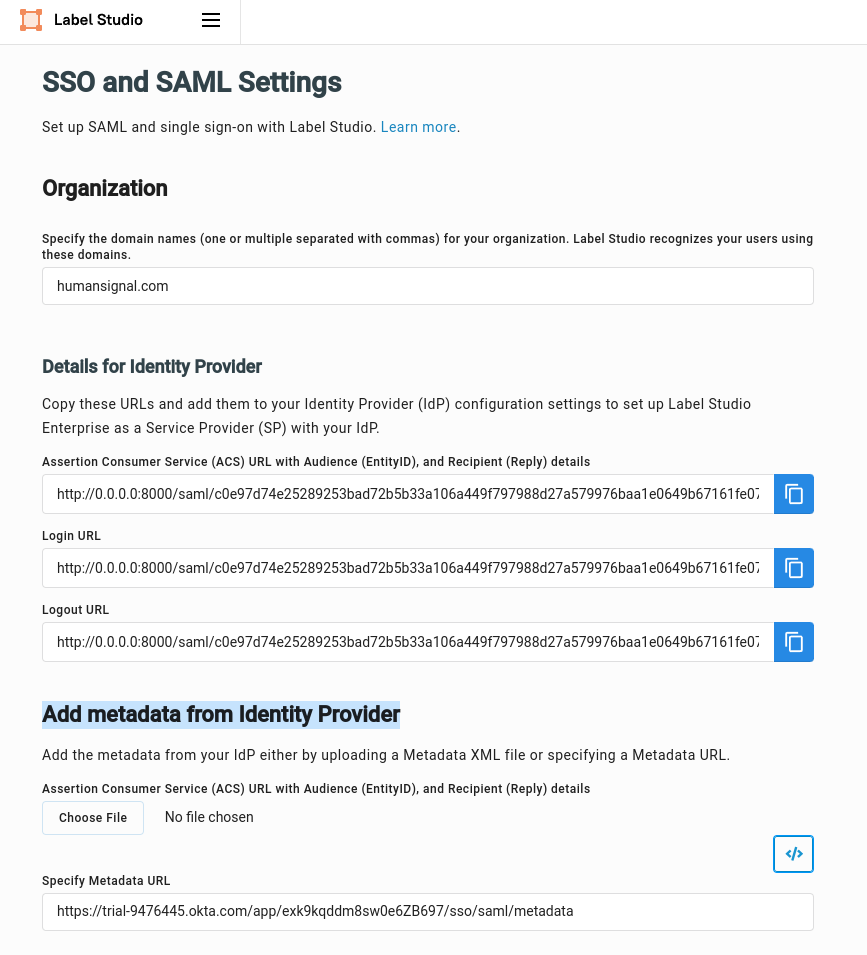 Label Studio
SSO and SAML Settings
Set up SAML and single sign-on with Label Studio. Learn more.
Organization
Specify the domain names (one or multiple separated with commas) for your organization. Label Studio recognizes your users using
these domains.
humansignal.com
Details for Identity Provider
Copy these URLs and add them to your Identity Provider (IdP) configuration settings to set up Label Studio
Enterprise as a Service Provider (SP) with your IdP.
Assertion Consumer Service (ACS) URL with Audience (EntityID), and Recipient (Reply) details
http://0.0.0.0:8000/saml/c0e97d74e25289253bad72b5b33a106a449f797988d27a579976baa1e0649b67161fe07
Login URL
http://0.0.0.0:8000/saml/c0e97d74e25289253bad72b5b33a106a449f797988d27a579976baa1e0649b67161fe07
Logout URL
http://0.0.0.0:8000/saml/c0e97d74e25289253bad72b5b33a106a449f797988d27a579976baa1e0649b67161fe07
Add metadata from Identity Provider
Add the metadata from your IdP either by uploading a Metadata XML file or specifying a Metadata URL.
Assertion Consumer Service (ACS) URL with Audience (EntityID), and Recipient (Reply) details
Choose File No file chosen
</>
Specify Metadata URL
https://trial-9476445.okta.com/app/exk9kqddm8sw0e6ZB697/sso/saml/metadata